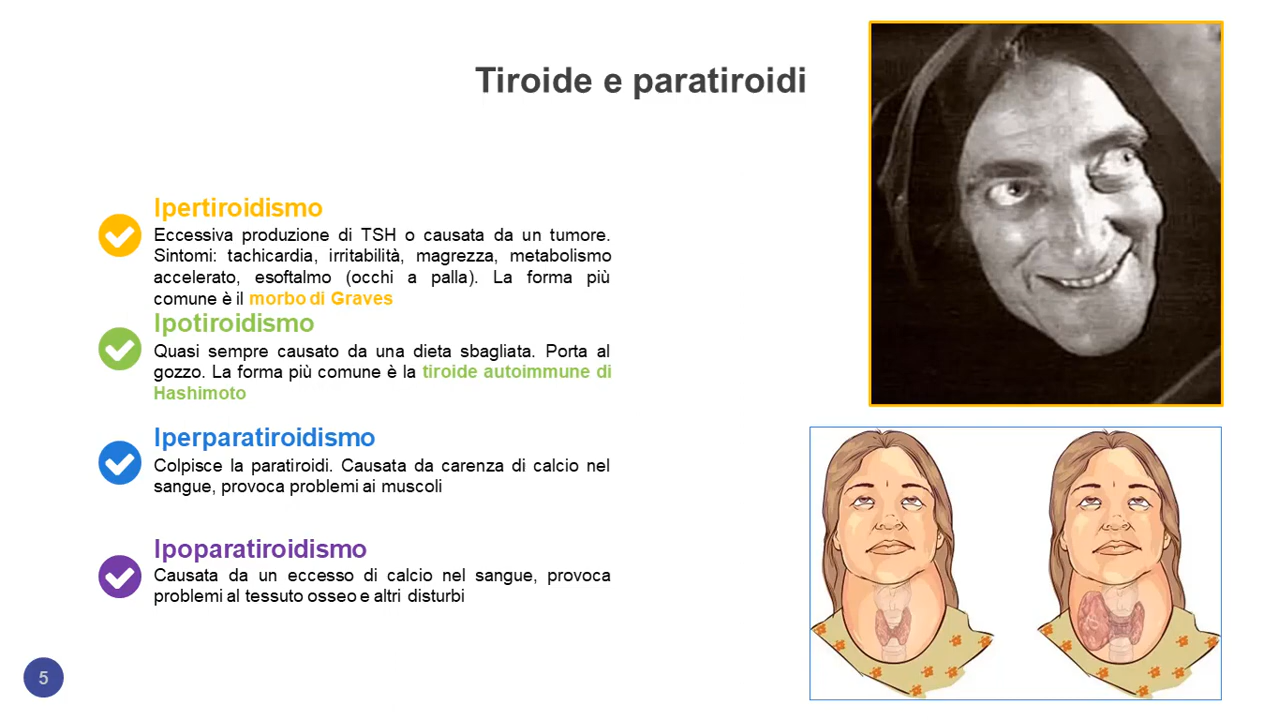 Tiroide e paratiroidi
Ipertiroidismo
Eccessiva produzione di TSH o causata da un tumore.
Sintomi: tachicardia, irritabilità, magrezza, metabolismo
accelerato, esoftalmo (occhi a palla). La forma più
comune è il morbo di Graves
Ipotiroidismo
Quasi sempre causato da una dieta sbagliata. Porta al
gozzo. La forma più comune è la tiroide autoimmune di
Hashimoto
Iperparatiroidismo
Colpisce la paratiroidi. Causata da carenza di calcio nel
sangue, provoca problemi ai muscoli
Ipoparatiroidismo
Causata da un eccesso di calcio nel sangue, provoca
problemi al tessuto osseo e altri disturbi
5